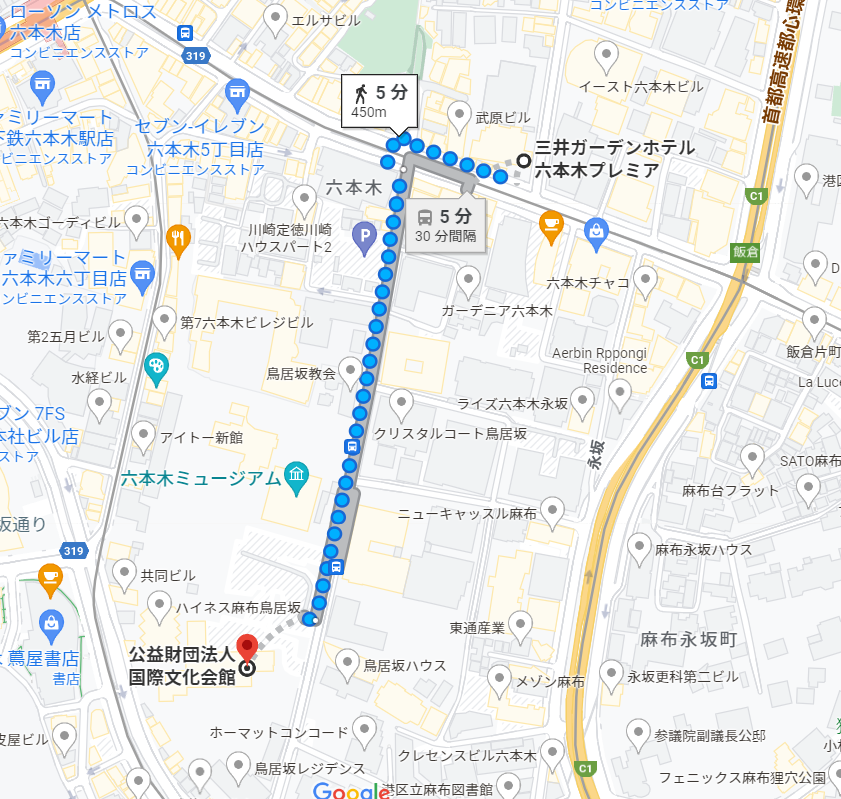 ローソン メトロス
六本木店
コンビニエンスストア
エルサビル
コンビニエンスストア
319
首都高速都心環
イースト六本木ビル
5 分
450m
武原ビル
ァミリーマート
下鉄六本木駅店
コンビニエンスストア
セブン-イレブン
六本木5丁目店
コンビニエンスストア
三井ガーデンホテル
六本木プレミア
六本木
C1
港区
5 分
30 分間隔
六本木ゴーディビル
川崎定徳川崎
ハウスパート2
P
飯倉
ァミリーマート
六本木六丁目店
ンビニエンスストア
六本木チャコ
D
ガーデニア六本木
第2五月ビル
第7六本木ビレジビル
飯倉片町
Aerbin Rppongi
Residence
C1
水経ビル
鳥居坂教会
La Luce
ライズ六本木永坂
ブン 7FS
本社ビル店
ストア
アイトー新館
クリスタルコート鳥居坂
永坂
SATO麻布
六本木ミュージアム
麻布台フラット
坂通り
ニューキャッスル麻布
319
麻布永坂ハウス
共同ビル
ハイネス麻布鳥居坂
東通産業
麻布永坂町
蔦屋書店
書店
公益財団法人
国際文化会館
鳥居坂ハウス
メゾン麻布
永坂更科第二ビル
皮屋ビル
ホーマットコンコード
参議院副議長公邸
クレセンスビル六本木
鳥居坂レジデンス
C1
フェニックス麻布狸穴公園
Google
港区立麻布図書館